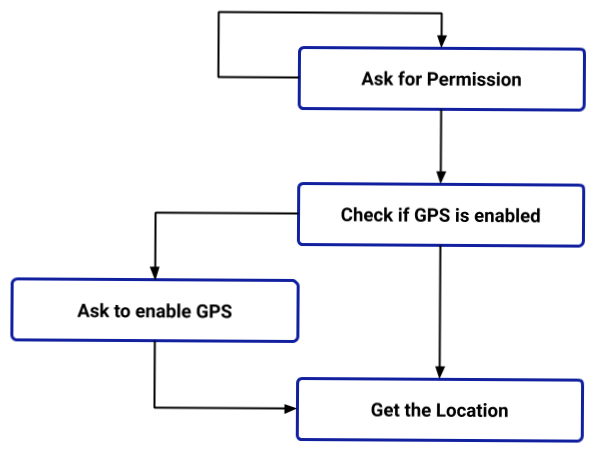 Ask for Permission
Check if GPS is enabled
Ask to enable GPS
Get the Location